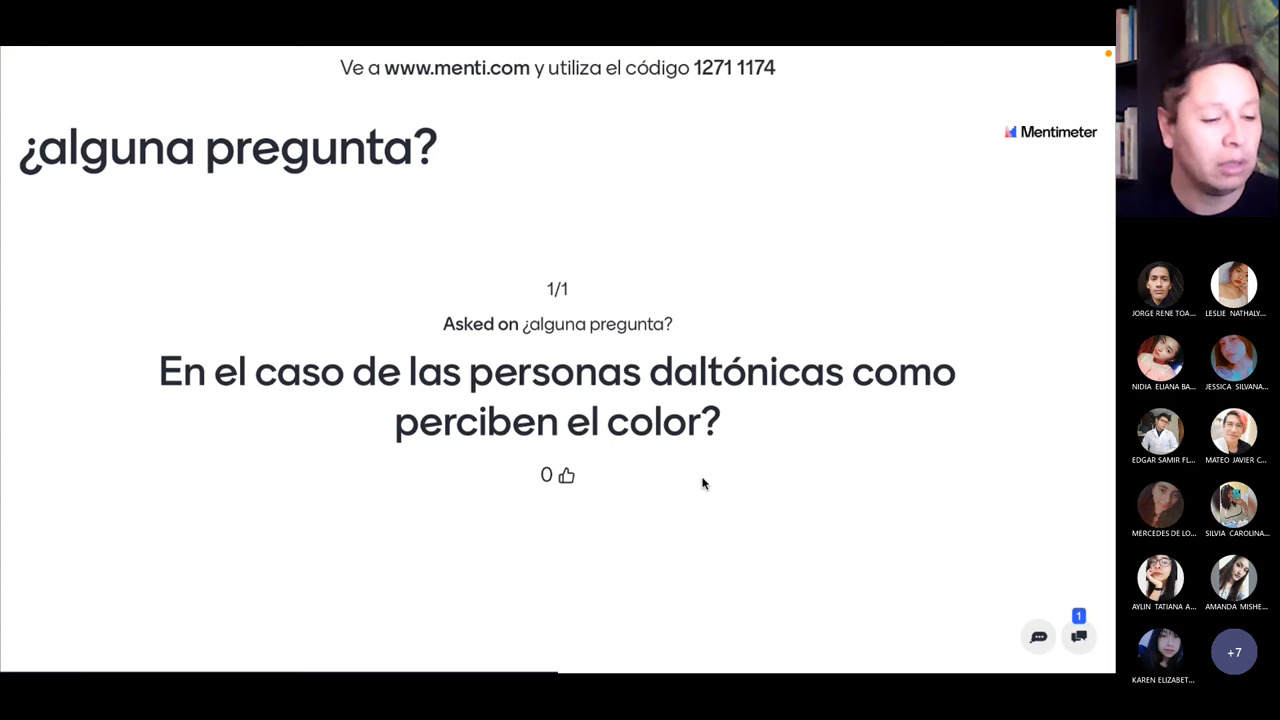 Ve a www.menti.com y utiliza el código 1271 1174
¿alguna pregunta?
Mentimeter
1/1
Asked on ¿alguna pregunta?
En el caso de las personas daltónicas como
perciben el color?
0
1
JORGE RENE TOA...
LESLIE NATHALY...
NIDIA ELIANA BA...
JESSICA SILVANA...
EDGAR SAMIR FL...
MATEO JAVIER C...
MERCEDES DE LO...
SILVIA CAROLINA...
AYLIN TATIANA A...
AMANDA MISHE...
KAREN ELIZABET...
+7